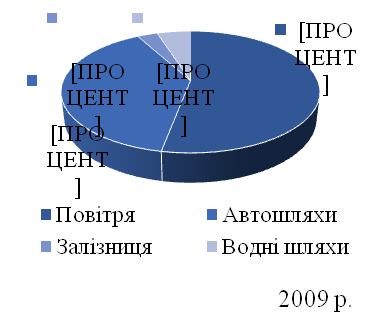 [ПРО
ЦЕНТ
]
[ПРО
ЦЕНТ
]
[ПРО
ЦЕНТ
]
[ПРО
ЦЕНТ
]
Повітря
Автошляхи
Залізниця
Водні шляхи
2009 р.